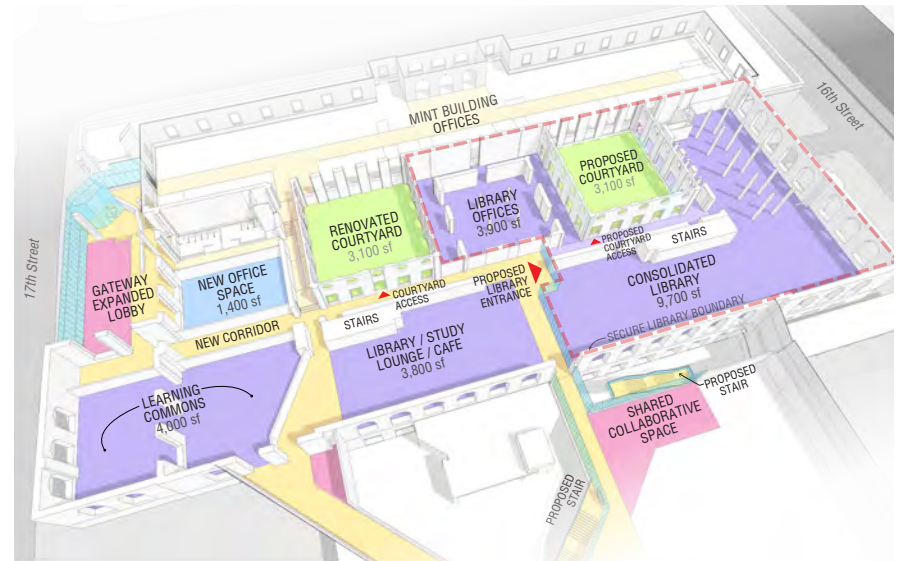 16th Street
MINT BUILDING
OFFICES
PROPOSED
COURTYARD
3,100 sf
LIBRARY
OFFICES
3,900 sf
RENOVATED
COURTYARD
3,100 sf
17th Street
GATEWAY
EXPANDED
LOBBY
NEW OFFICE
SPACE
1,400 sf
PROPOSED
COURTYARD
ACCESS
STAIRS
COURTYARD
ACCESS
PROPOSED
LIBRARY
ENTRANCE
CONSOLIDATED
LIBRARY
9,700 sf
STAIRS
NEW CORRIDOR
LIBRARY / STUDY
LOUNGE / CAFE
3,800 sf
SECURE LIBRARY BOUNDARY
LEARNING
COMMONS
4,000 sf
PROPOSED
STAIR
SHARED
COLLABORATIVE
SPACE
PROPOSED
STAIR